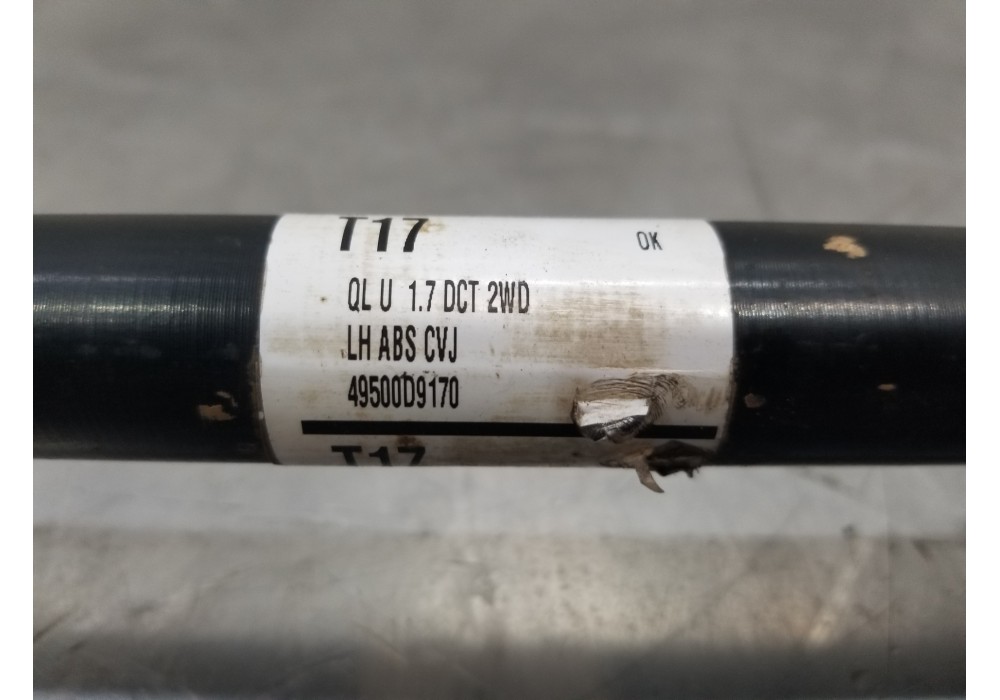 T17
OK
QL U 1.7 DCT 2WD
LH ABS CVJ
49500D9170
T17